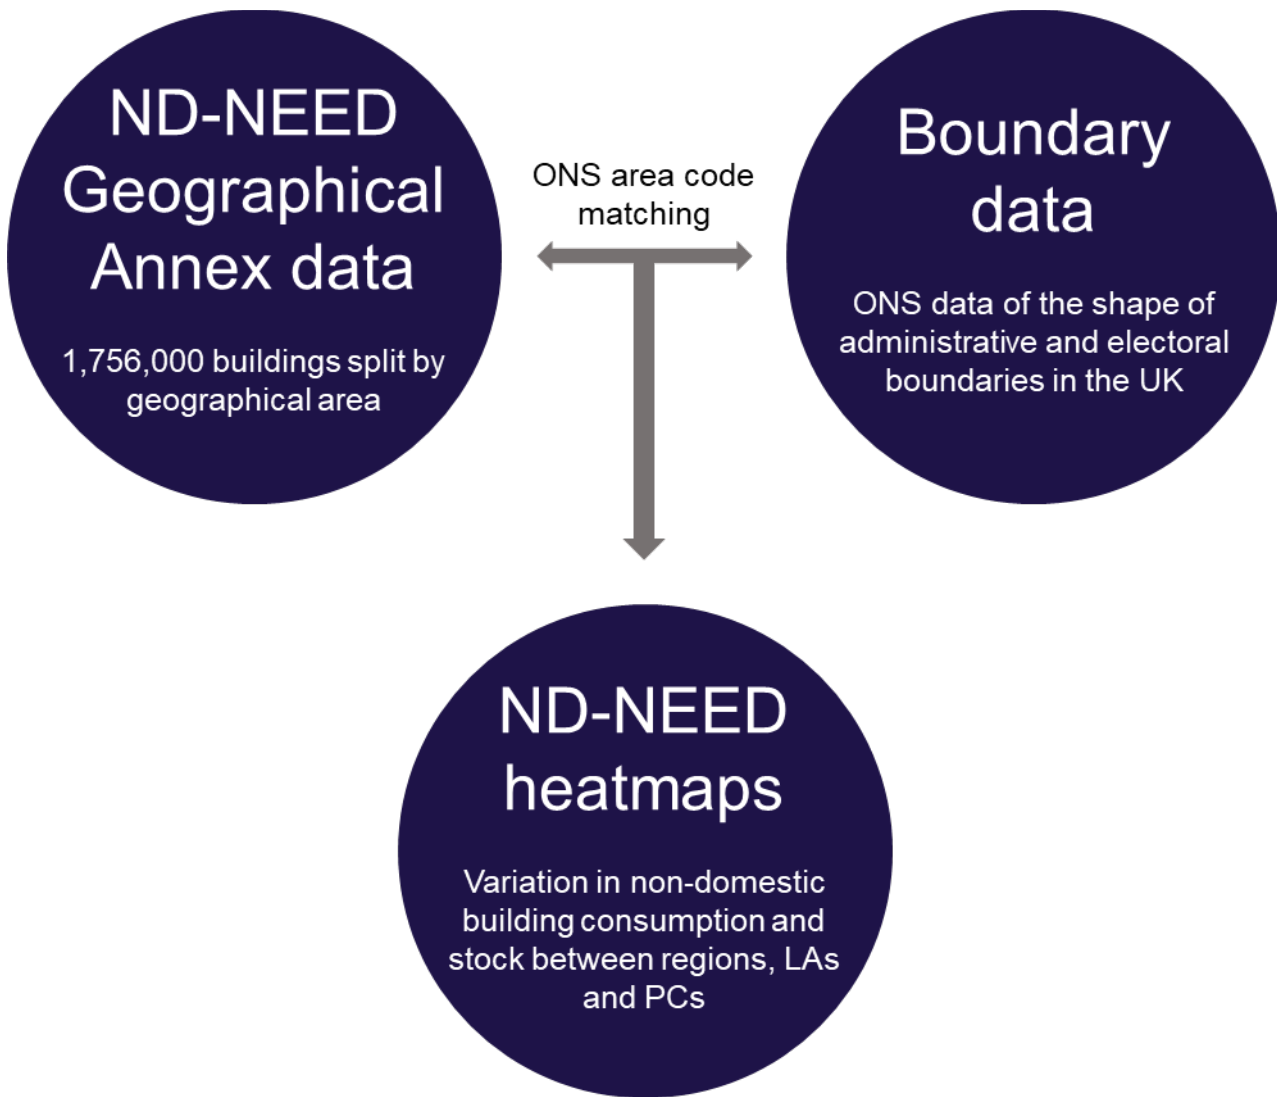 ND-NEED
Geographical
Annex data
1,756,000 buildings split by
geographical area
ONS area code
matching
Boundary
data
ONS data of the shape of
administrative and electoral
boundaries in the UK
ND-NEED
heatmaps
Variation in non-domestic
building consumption and
stock between regions, LAs
and PCs